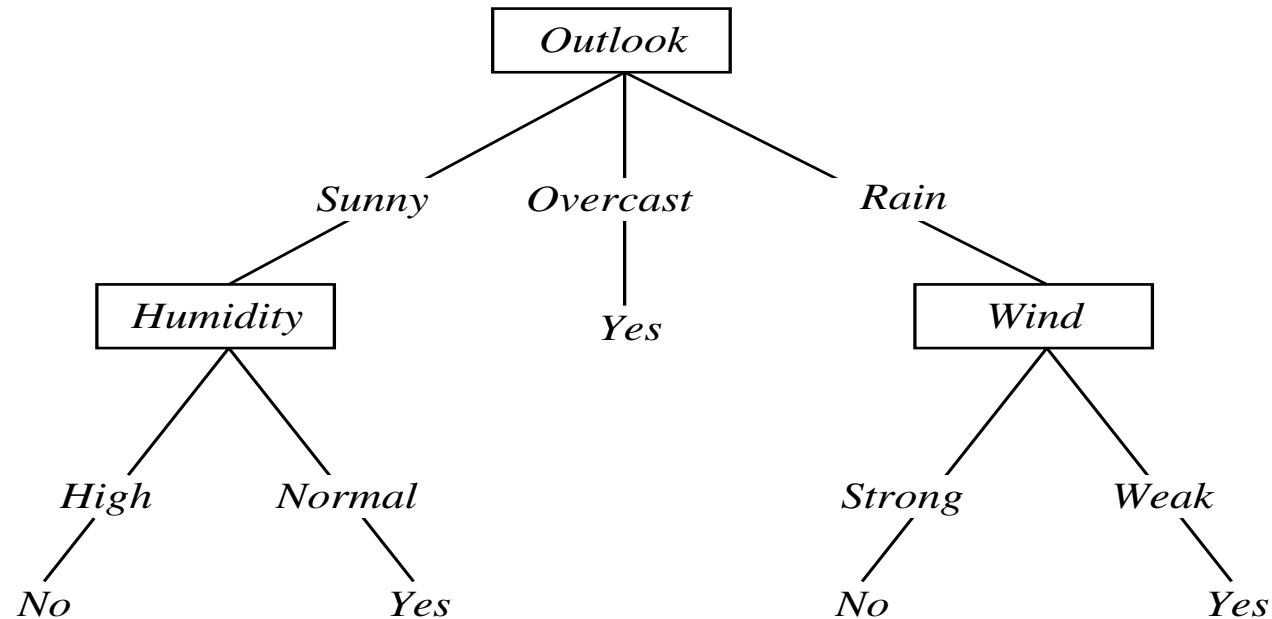 Outlook
Sunny Overcast Rain
Humidity Yes Wind
High Normal Strong Weak
No Yes No Yes